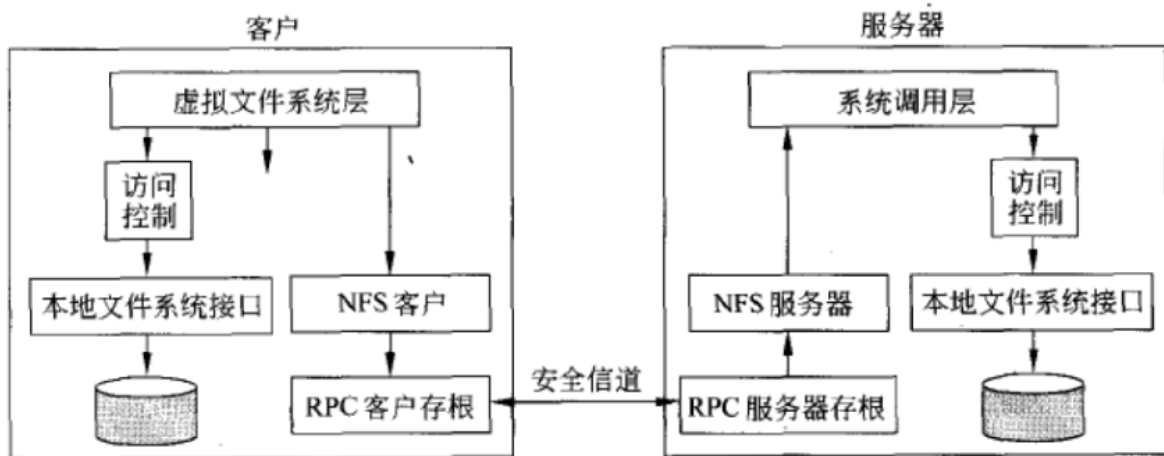 客户
服务器
虚拟文件系统层
系统调用层
访问
控制
访问
控制
本地文件系统接口
NFS 客户
NFS 服务器
本地文件系统接口
安全信道
RPC 客户存根
RPC 服务器存根